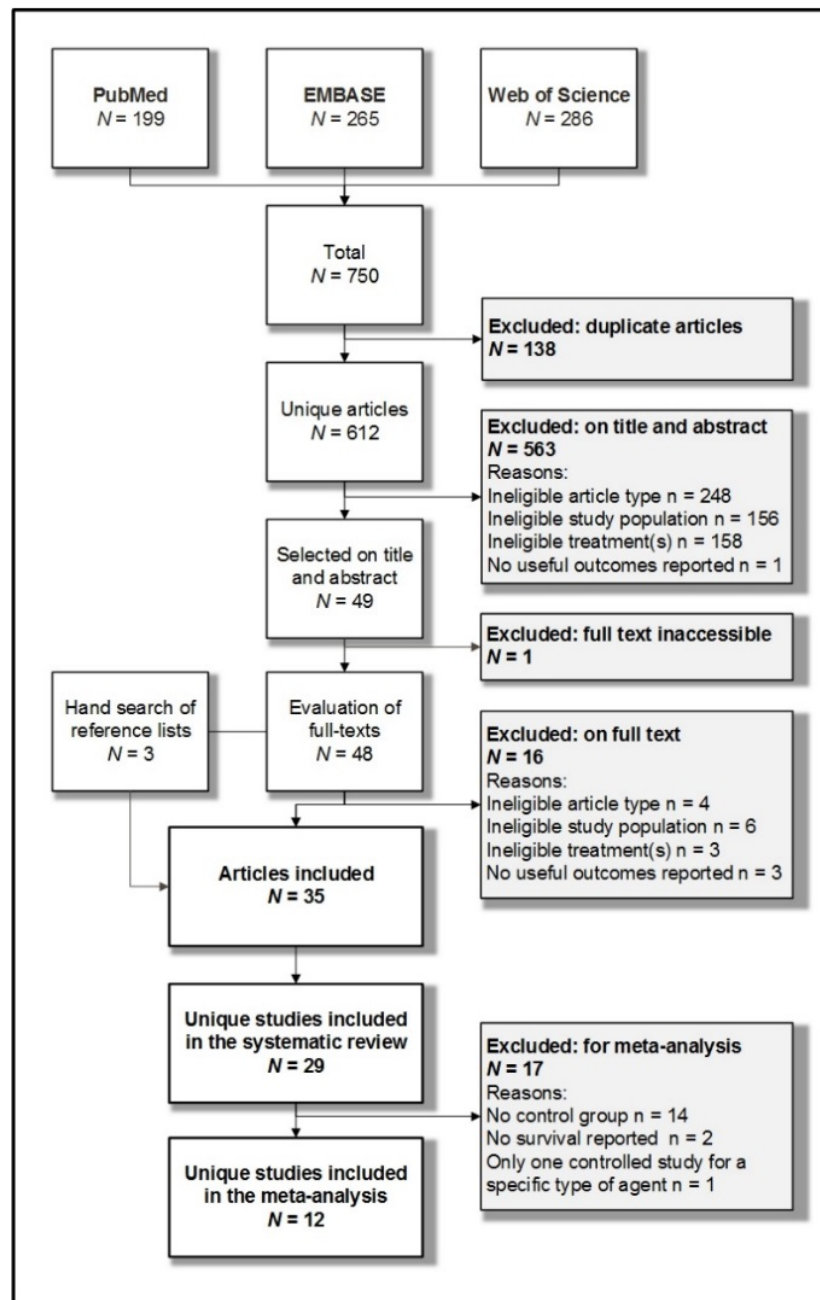 PubMed
N = 199
EMBASE
N = 265
Web of Science
N = 286
Total
N = 750
Excluded: duplicate articles
N = 138
Unique articles
N = 612
Excluded: on title and abstract
N = 563
Reasons:
Ineligible article type n = 248
Ineligible study population n = 156
Ineligible treatment(s) n = 158
No useful outcomes reported n = 1
Selected on title
and abstract
N = 49
Excluded: full text inaccessible
N = 1
Hand search of
reference lists
N = 3
Evaluation of
full-texts
N = 48
Excluded: on full text
N = 16
Reasons:
Ineligible article type n = 4
Ineligible study population n = 6
Ineligible treatment(s) n = 3
No useful outcomes reported n = 3
Articles included
N = 35
Unique studies included
in the systematic review
N = 29
Excluded: for meta-analysis
N = 17
Reasons:
No control group n = 14
No survival reported n = 2
Only one controlled study for a
specific type of agent n = 1
Unique studies included
in the meta-analysis
N = 12